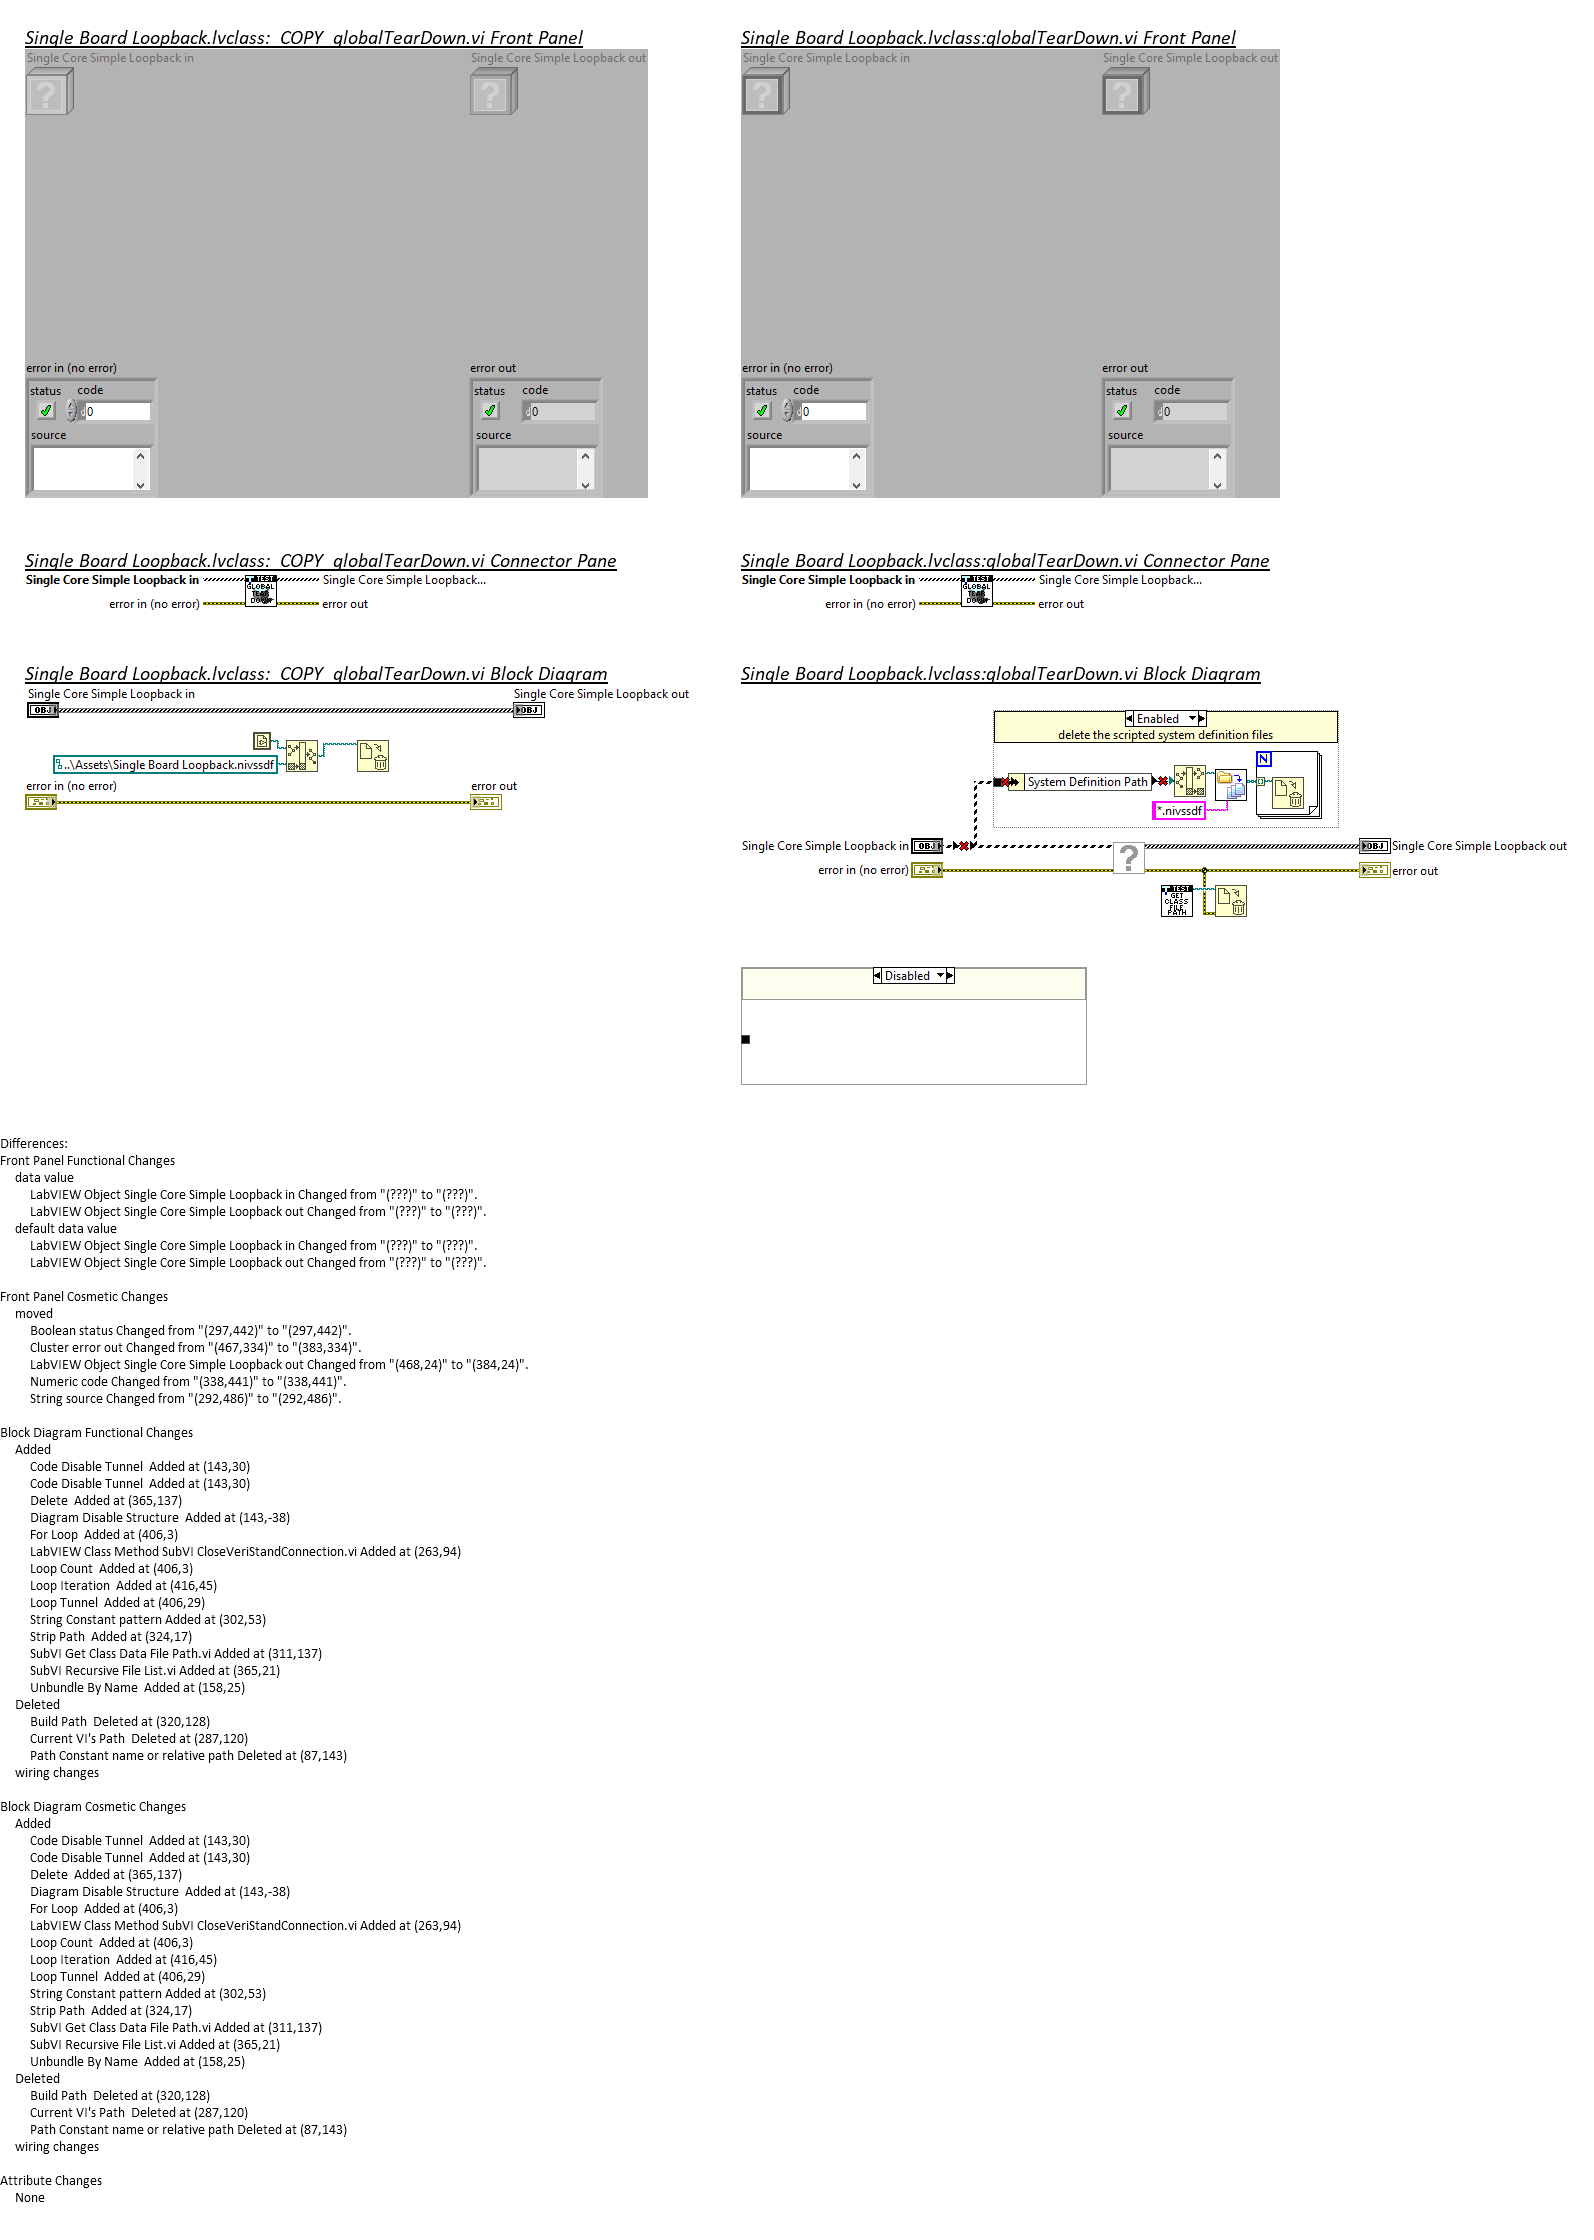 Single Board Loopback.lvclass:_COPY_globalTearDown.vi Front Panel
Single Core Simple Loopback in
Single Core Simple Loopback out
?
?
error in (no error)
status code
d 0
source
error out
status code
d 0
source
Single Board Loopback.lvclass:globalTearDown.vi Front Panel
Single Core Simple Loopback in
Single Core Simple Loopback out
?
?
error in (no error)
status code
d 0
source
error out
status code
d 0
source
Single Board Loopback.lvclass:_COPY_globalTearDown.vi Connector Pane
Single Core Simple Loopback in
TEST
GLOBAL
TEAR
DOWN
Single Core Simple Loopback...
error in (no error)
error out
Single Board Loopback.lvclass:globalTearDown.vi Connector Pane
Single Core Simple Loopback in
TEST
GLOBAL
TEAR
DOWN
Single Core Simple Loopback...
error in (no error)
error out
Single Board Loopback.lvclass:_COPY_globalTearDown.vi Block Diagram
Single Core Simple Loopback in
Single Core Simple Loopback out
OBJ
OBJ
..\Assets\Single Board Loopback.nivssdf
error in (no error)
error out
Single Board Loopback.lvclass:globalTearDown.vi Block Diagram
Enabled
delete the scripted system definition files
System Definition Path
N
*.nivssdf
Single Core Simple Loopback in
OBJ
?
OBJ
Single Core Simple Loopback out
error in (no error)
error out
TEST
GET
CLASS
FILE
PATH
Disabled
Differences:
Front Panel Functional Changes
data value
LabVIEW Object Single Core Simple Loopback in Changed from "(???)" to "(???)".
LabVIEW Object Single Core Simple Loopback out Changed from "(???)" to "(???)".
default data value
LabVIEW Object Single Core Simple Loopback in Changed from "(???)" to "(???)".
LabVIEW Object Single Core Simple Loopback out Changed from "(???)" to "(???)".
Front Panel Cosmetic Changes
moved
Boolean status Changed from "(297,442)" to "(297,442)".
Cluster error out Changed from "(467,334)" to "(383,334)".
LabVIEW Object Single Core Simple Loopback out Changed from "(468,24)" to "(384,24)".
Numeric code Changed from "(338,441)" to "(338,441)".
String source Changed from "(292,486)" to "(292,486)".
Block Diagram Functional Changes
Added
Code Disable Tunnel  Added at (143,30)
Code Disable Tunnel  Added at (143,30)
Delete  Added at (365,137)
Diagram Disable Structure  Added at (143,-38)
For Loop  Added at (406,3)
LabVIEW Class Method SubVI CloseVeriStandConnection.vi Added at (263,94)
Loop Count  Added at (406,3)
Loop Iteration  Added at (416,45)
Loop Tunnel  Added at (406,29)
String Constant pattern Added at (302,53)
Strip Path  Added at (324,17)
SubVI Get Class Data File Path.vi Added at (311,137)
SubVI Recursive File List.vi Added at (365,21)
Unbundle By Name  Added at (158,25)
Deleted
Build Path  Deleted at (320,128)
Current VI's Path  Deleted at (287,120)
Path Constant name or relative path Deleted at (87,143)
wiring changes
Block Diagram Cosmetic Changes
Added
Code Disable Tunnel  Added at (143,30)
Code Disable Tunnel  Added at (143,30)
Delete  Added at (365,137)
Diagram Disable Structure  Added at (143,-38)
For Loop  Added at (406,3)
LabVIEW Class Method SubVI CloseVeriStandConnection.vi Added at (263,94)
Loop Count  Added at (406,3)
Loop Iteration  Added at (416,45)
Loop Tunnel  Added at (406,29)
String Constant pattern Added at (302,53)
Strip Path  Added at (324,17)
SubVI Get Class Data File Path.vi Added at (311,137)
SubVI Recursive File List.vi Added at (365,21)
Unbundle By Name  Added at (158,25)
Deleted
Build Path  Deleted at (320,128)
Current VI's Path  Deleted at (287,120)
Path Constant name or relative path Deleted at (87,143)
wiring changes
Attribute Changes
None